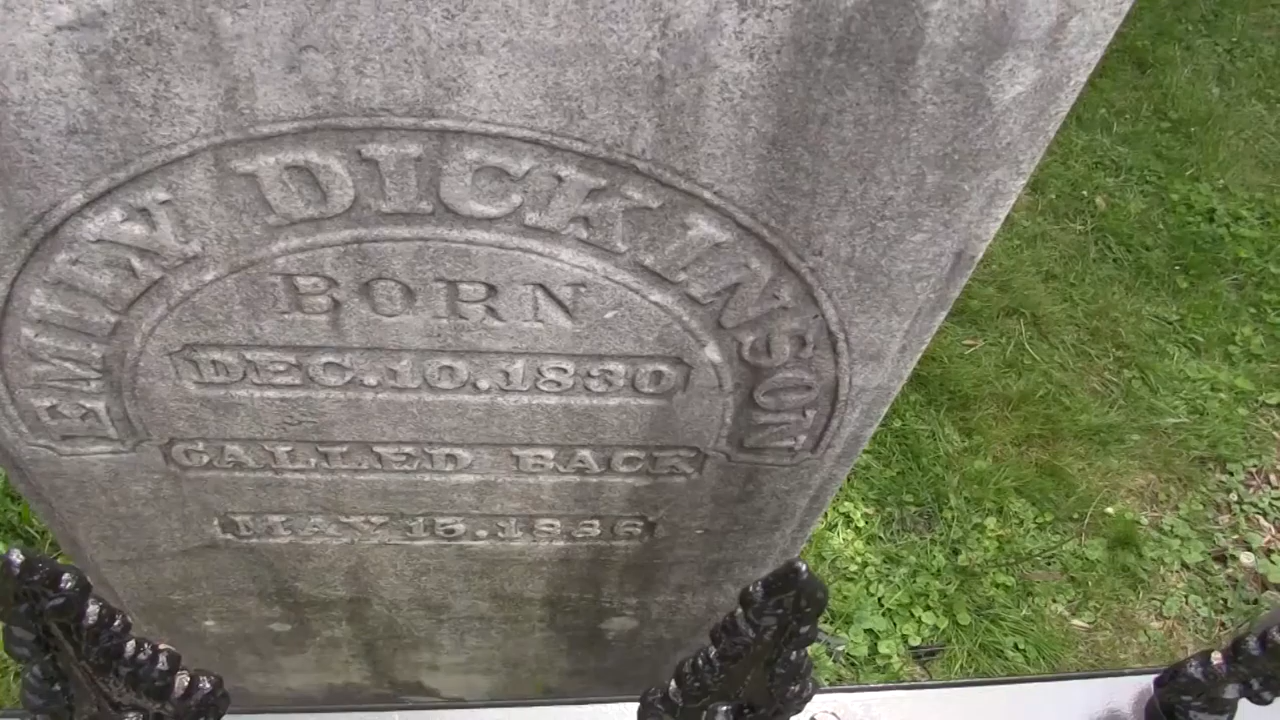 EMILY DICKINSON
BORN
DEC. 10. 1830
CALLED BACK
MAY 15. 1886